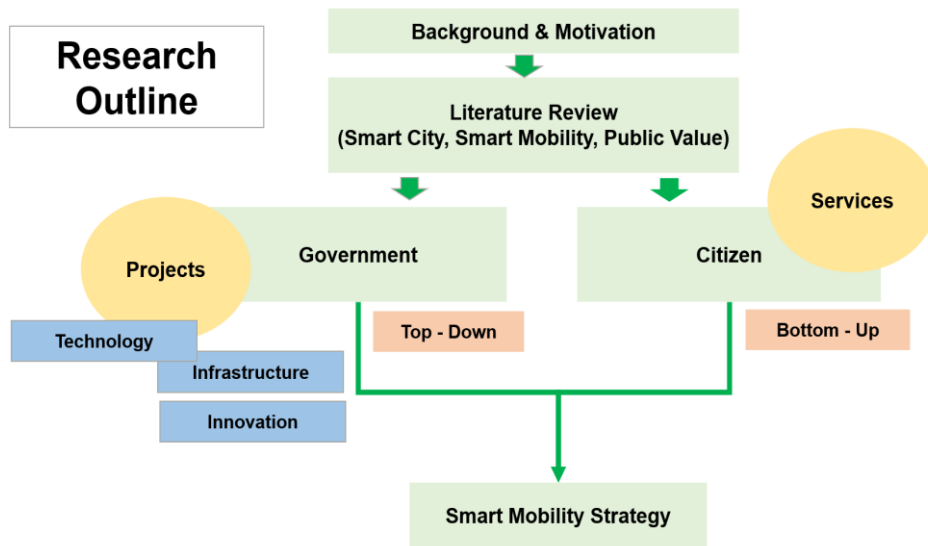 Research
Outline
Background & Motivation
Literature Review
(Smart City, Smart Mobility, Public Value)
Services
Projects
Government
Citizen
Technology
Top - Down
Bottom - Up
Infrastructure
Innovation
Smart Mobility Strategy